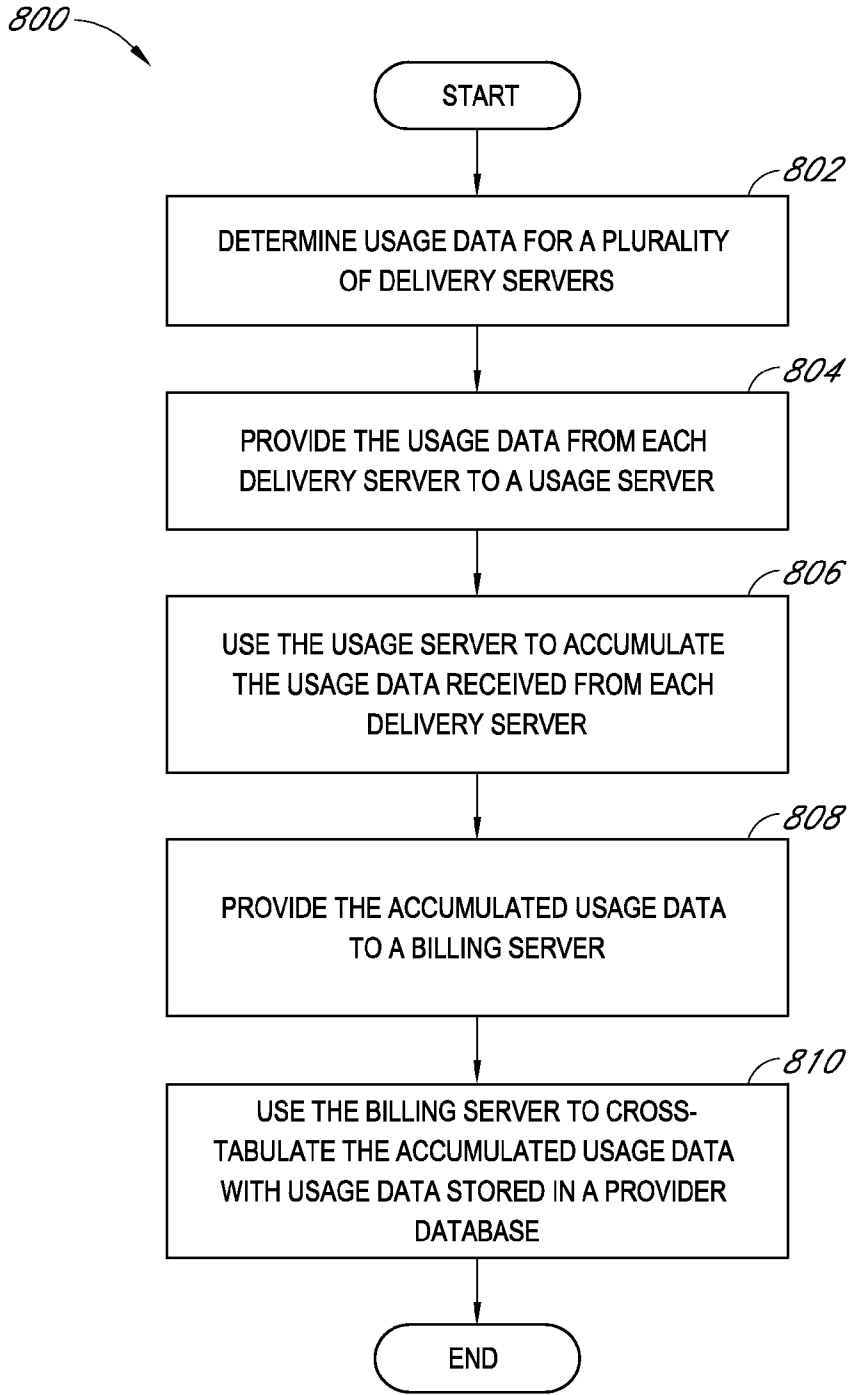 800
START
802
DETERMINE USAGE DATA FOR A PLURALITY
OF DELIVERY SERVERS
804
PROVIDE THE USAGE DATA FROM EACH
DELIVERY SERVER TO A USAGE SERVER
806
USE THE USAGE SERVER TO ACCUMULATE
THE USAGE DATA RECEIVED FROM EACH
DELIVERY SERVER
808
PROVIDE THE ACCUMULATED USAGE DATA
TO A BILLING SERVER
810
USE THE BILLING SERVER TO CROSS-
TABULATE THE ACCUMULATED USAGE DATA
WITH USAGE DATA STORED IN A PROVIDER
DATABASE
END